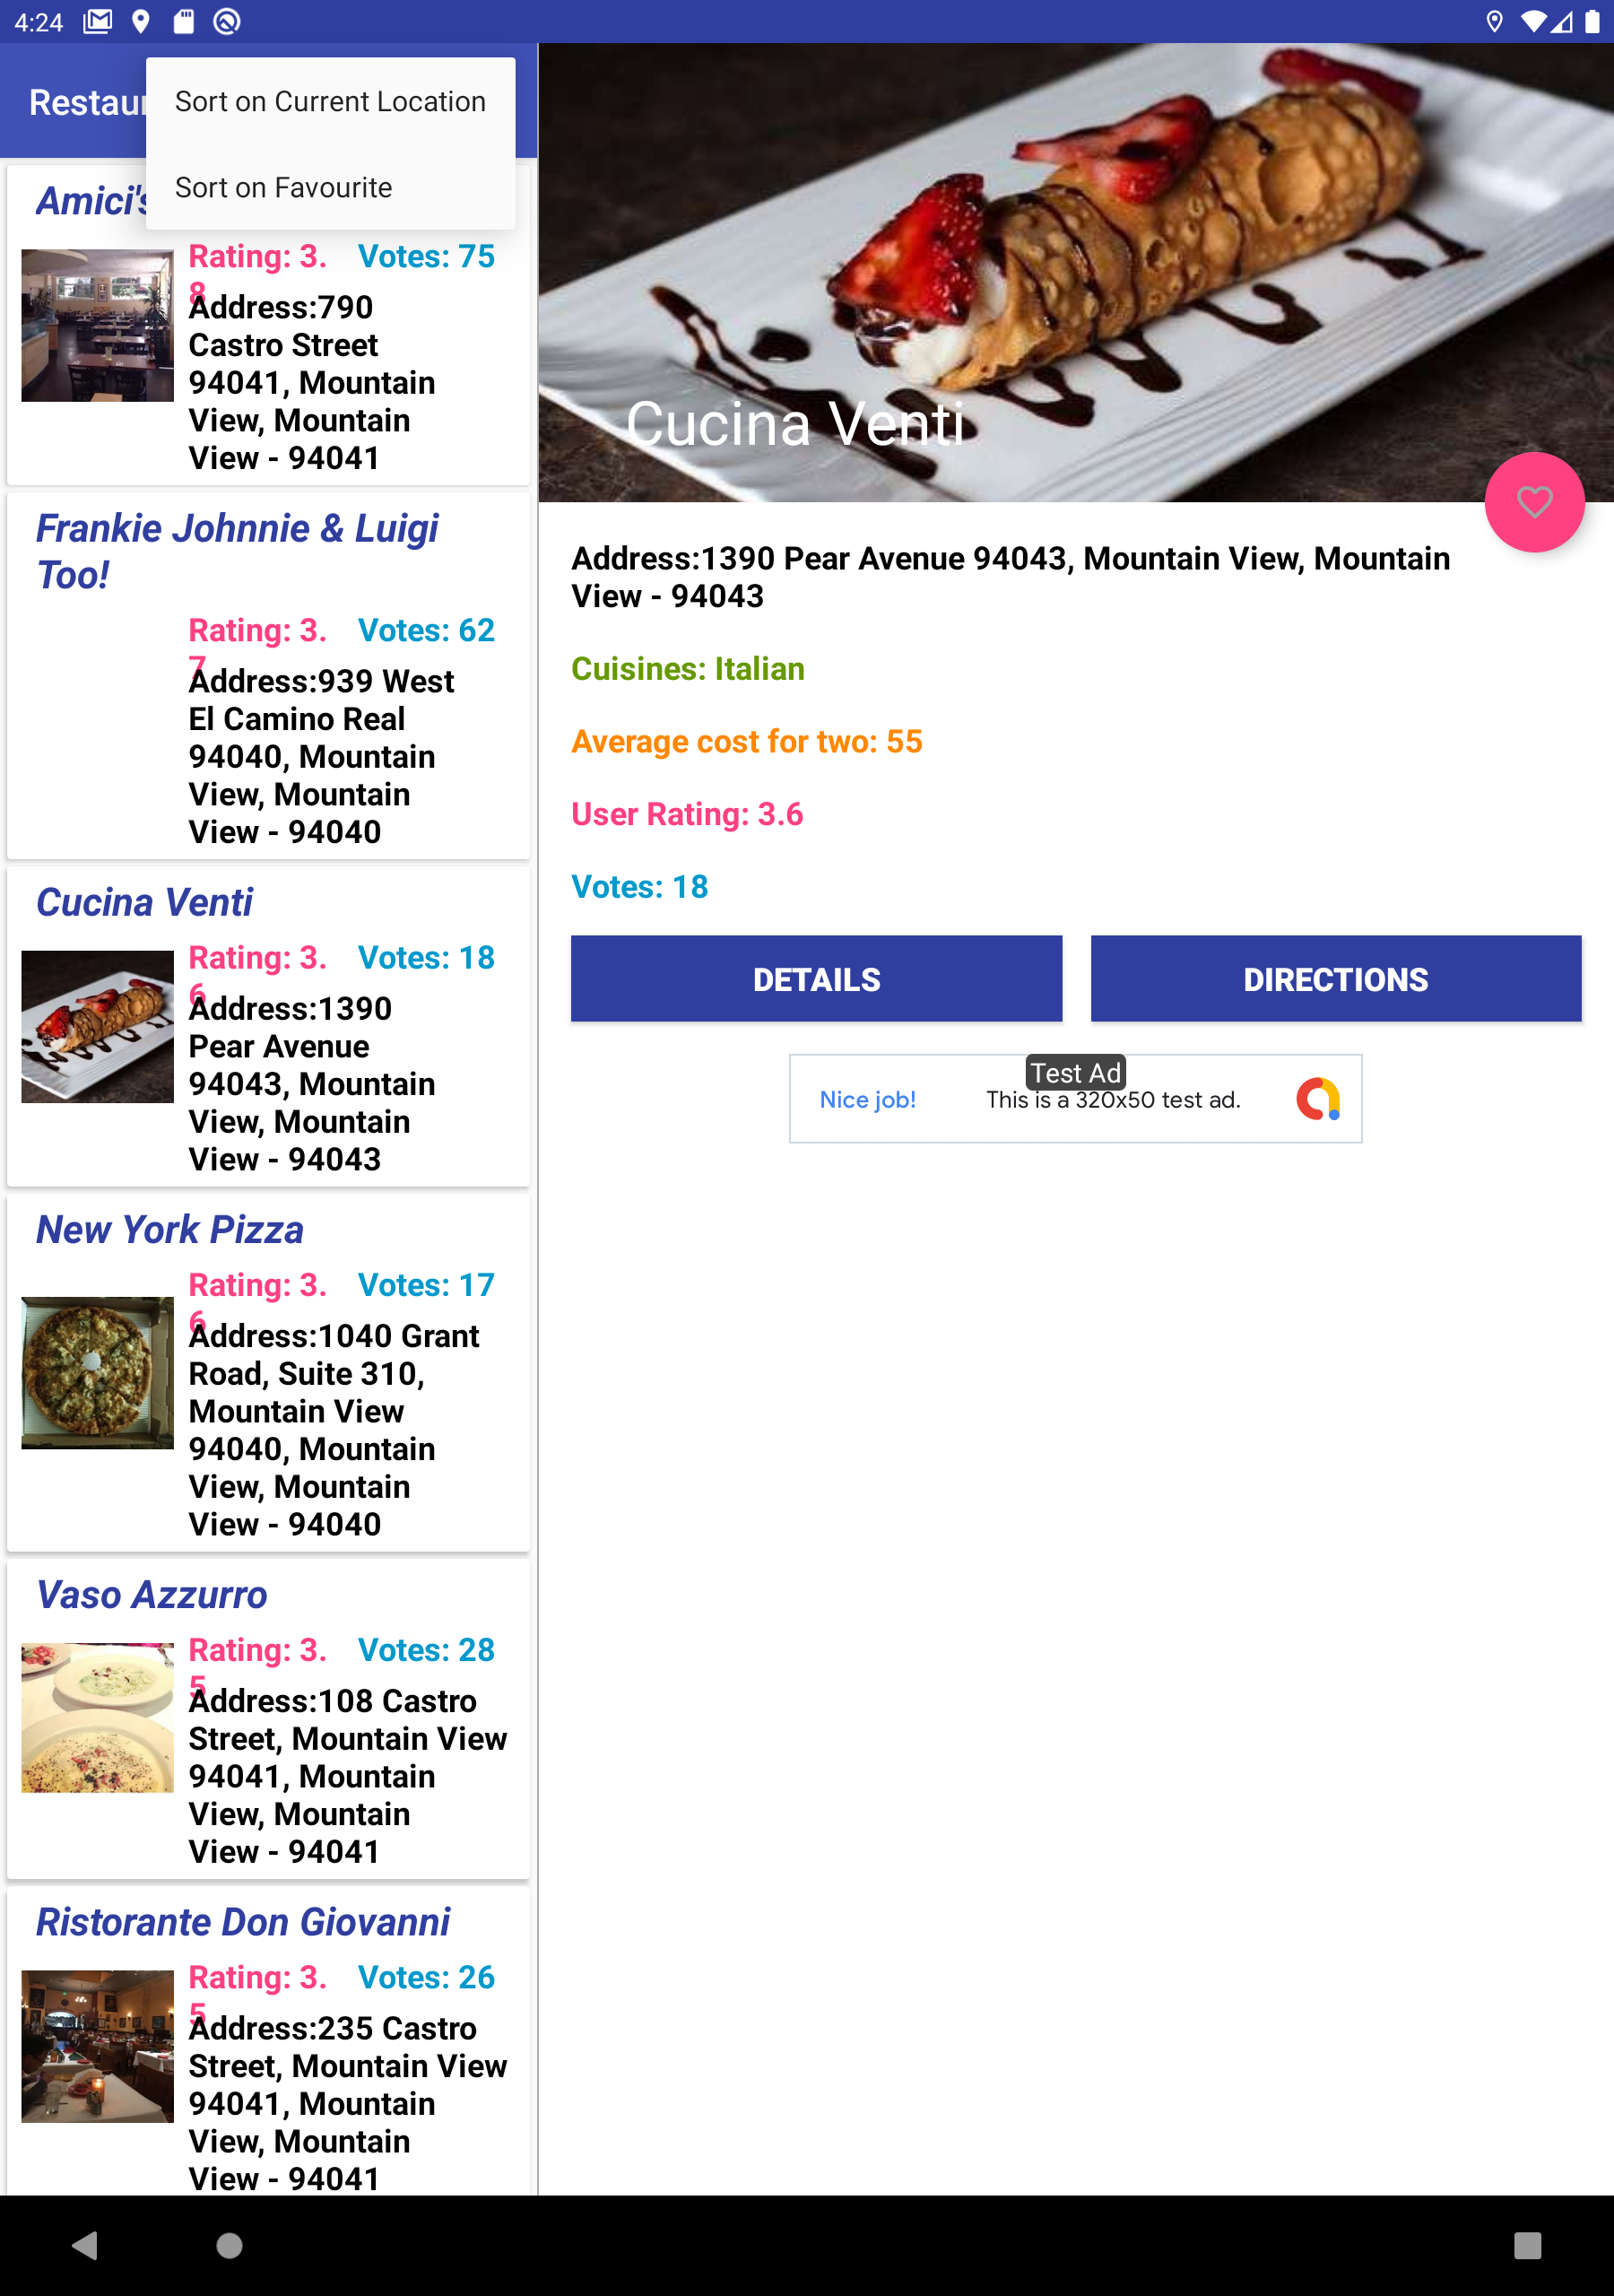 4:24
Restaur
Sort on Current Location
Sort on Favourite
Amici's
Rating: 3.
8
Votes: 75
Address:790
Castro Street
94041, Mountain
View, Mountain
View - 94041
Frankie Johnnie & Luigi
Too!
Rating: 3.
7
Votes: 62
Address:939 West
El Camino Real
94040, Mountain
View, Mountain
View - 94040
Cucina Venti
Rating: 3.
6
Votes: 18
Address:1390
Pear Avenue
94043, Mountain
View, Mountain
View - 94043
New York Pizza
Rating: 3.
6
Votes: 17
Address:1040 Grant
Road, Suite 310,
Mountain View
94040, Mountain
View, Mountain
View - 94040
Vaso Azzurro
Rating: 3.
5
Votes: 28
Address:108 Castro
Street, Mountain View
94041, Mountain
View, Mountain
View - 94041
Ristorante Don Giovanni
Rating: 3.
5
Votes: 26
Address:235 Castro
Street, Mountain View
94041, Mountain
View, Mountain
View - 94041
Cucina Venti
Address:1390 Pear Avenue 94043, Mountain View, Mountain
View - 94043
Cuisines: Italian
Average cost for two: 55
User Rating: 3.6
Votes: 18
DETAILS
DIRECTIONS
Test Ad
Nice job!
This is a 320x50 test ad.